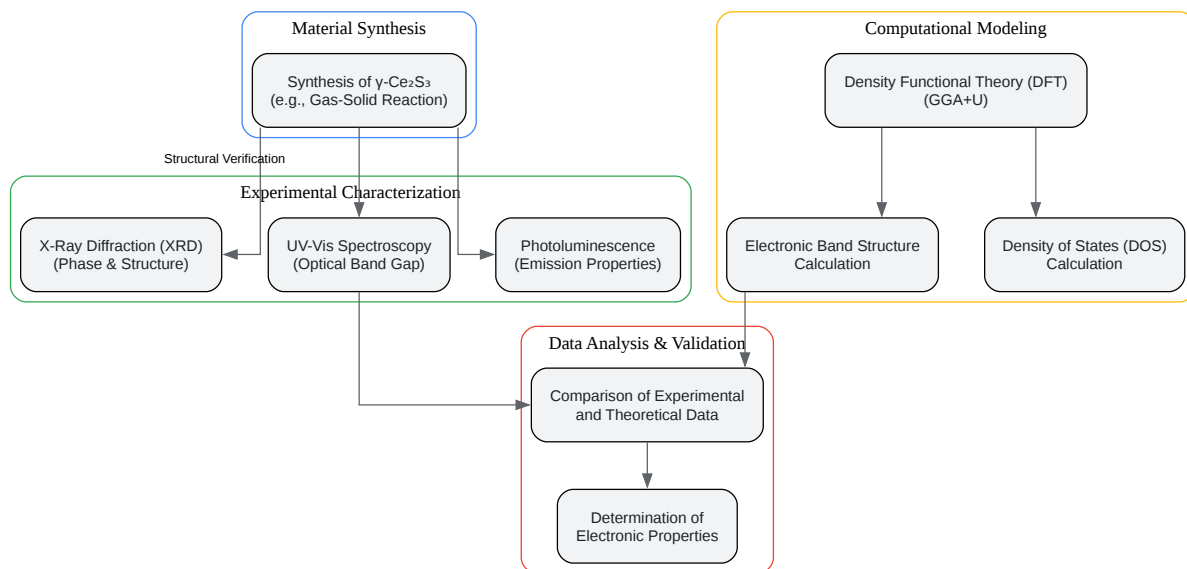 Material Synthesis
Synthesis of γ-Ce₂S₃
(e.g., Gas-Solid Reaction)
Structural Verification
Experimental Characterization
X-Ray Diffraction (XRD)
(Phase & Structure)
UV-Vis Spectroscopy
(Optical Band Gap)
Photoluminescence
(Emission Properties)
Computational Modeling
Density Functional Theory (DFT)
(GGA+U)
Electronic Band Structure
Calculation
Density of States (DOS)
Calculation
Data Analysis & Validation
Comparison of Experimental
and Theoretical Data
Determination of
Electronic Properties